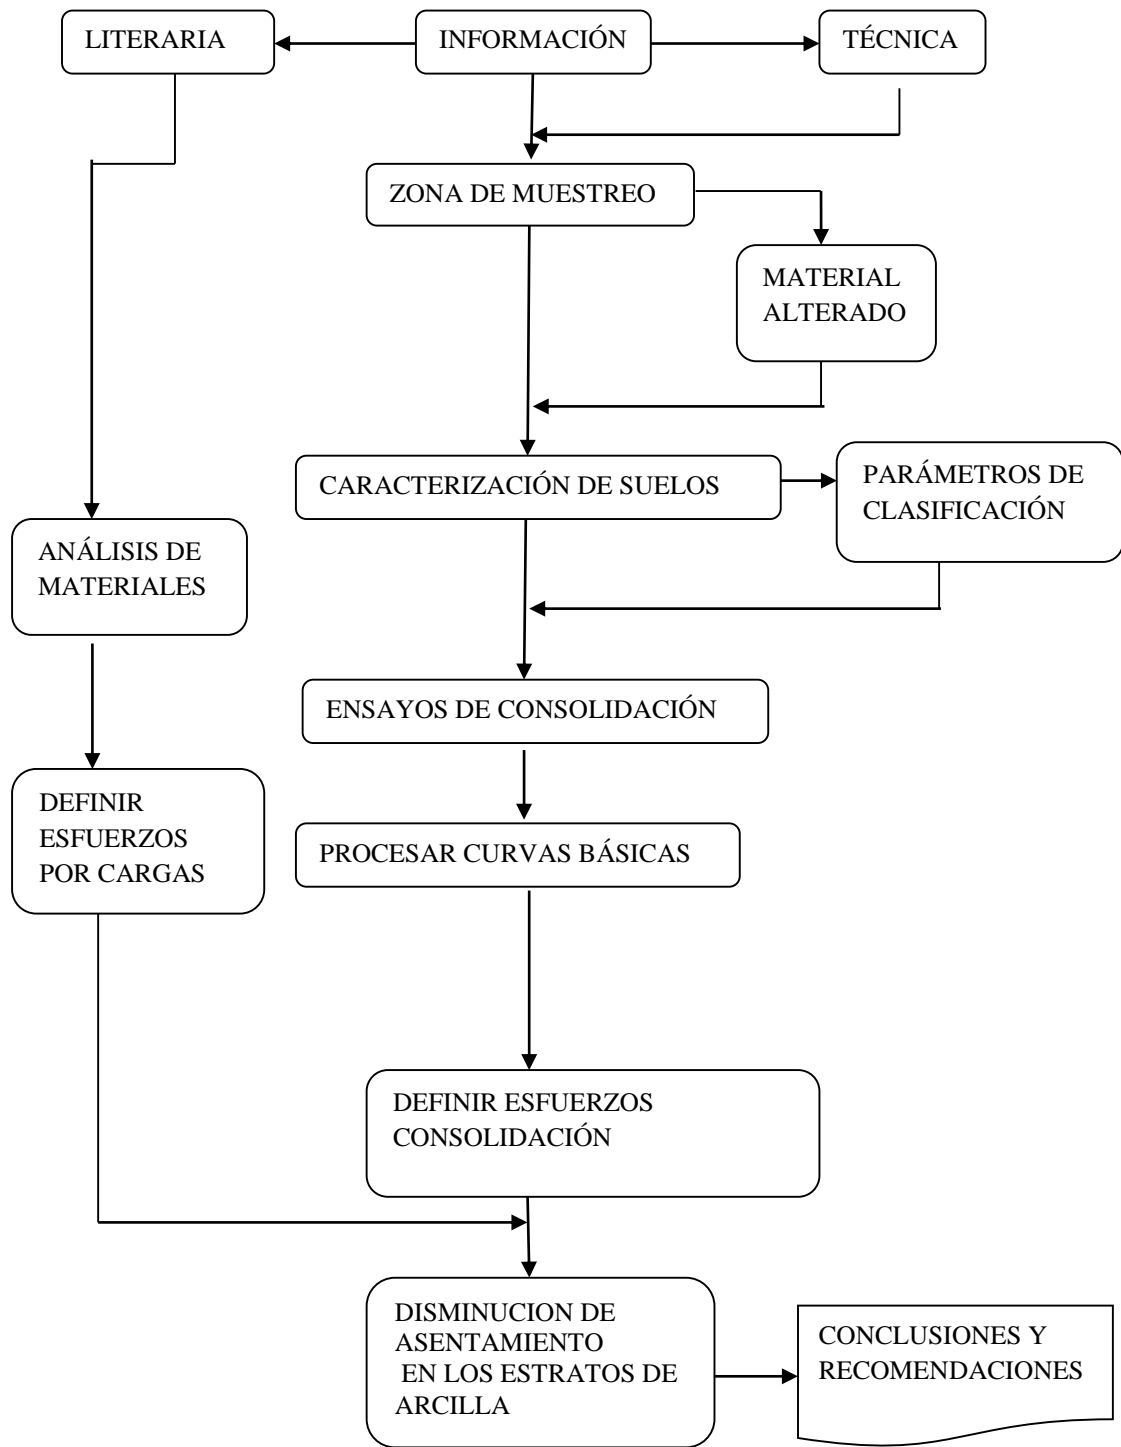 LITERARIA
INFORMACIÓN
TÉCNICA
ZONA DE MUESTREO
MATERIAL
ALTERADO
CARACTERIZACIÓN DE SUELOS
PARÁMETROS DE
CLASIFICACIÓN
ANÁLISIS DE
MATERIALES
ENSAYOS DE CONSOLIDACIÓN
DEFINIR
ESFUERZOS
POR CARGAS
PROCESAR CURVAS BÁSICAS
DEFINIR ESFUERZOS
CONSOLIDACIÓN
DISMINUCION DE
ASENTAMIENTO
EN LOS ESTRATOS DE
ARCILLA
CONCLUSIONES Y
RECOMENDACIONES